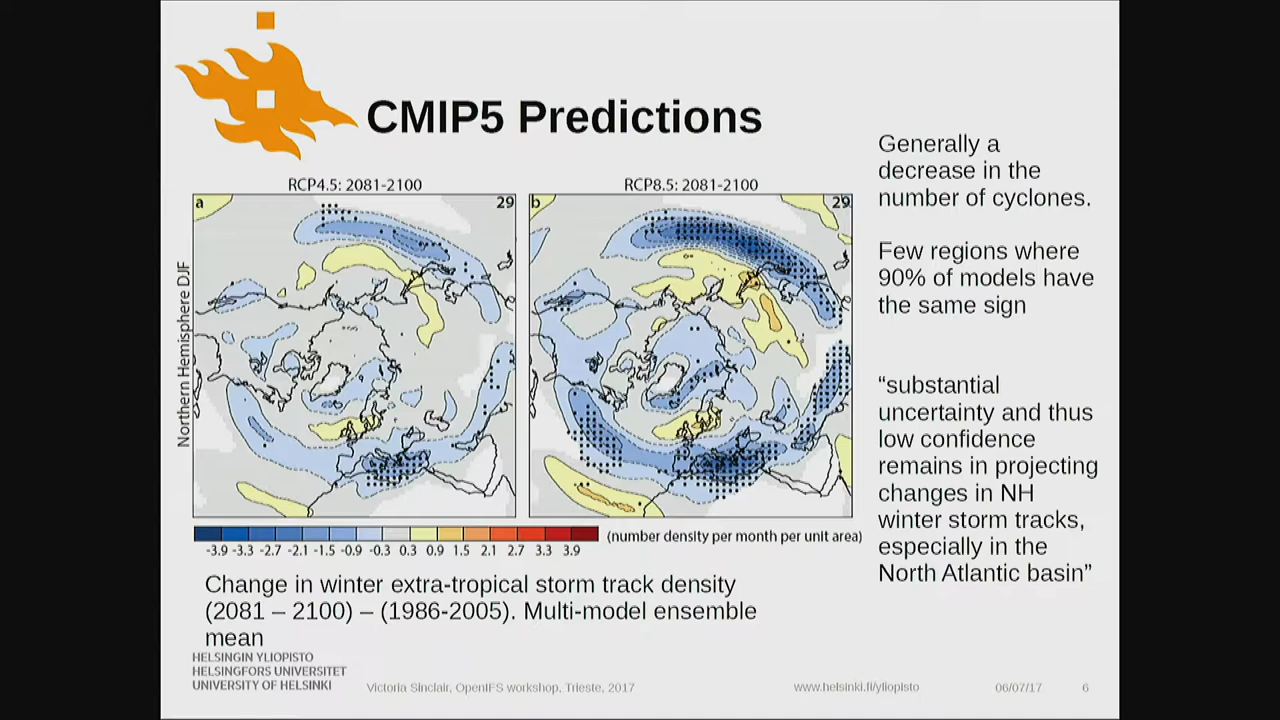 CMIP5 Predictions
RCP4.5: 2081-2100
RCP8.5: 2081-2100
a
29
b
29
Northern Hemisphere DJF
-3.9 -3.3 -2.7 -2.1 -1.5 -0.9 -0.3 0.3 0.9 1.5 2.1 2.7 3.3 3.9
(number density per month per unit area)
Change in winter extra-tropical storm track density
(2081 – 2100) – (1986-2005). Multi-model ensemble
mean
Generally a
decrease in the
number of cyclones.
Few regions where
90% of models have
the same sign
“substantial
uncertainty and thus
low confidence
remains in projecting
changes in NH
winter storm tracks,
especially in the
North Atlantic basin”
HELSINGIN YLIOPISTO
HELSINGFORS UNIVERSITET
UNIVERSITY OF HELSINKI
Victoria Sinclair, OpenIFS workshop, Trieste, 2017
www.helsinki.fi/yliopisto
06/07/17
6